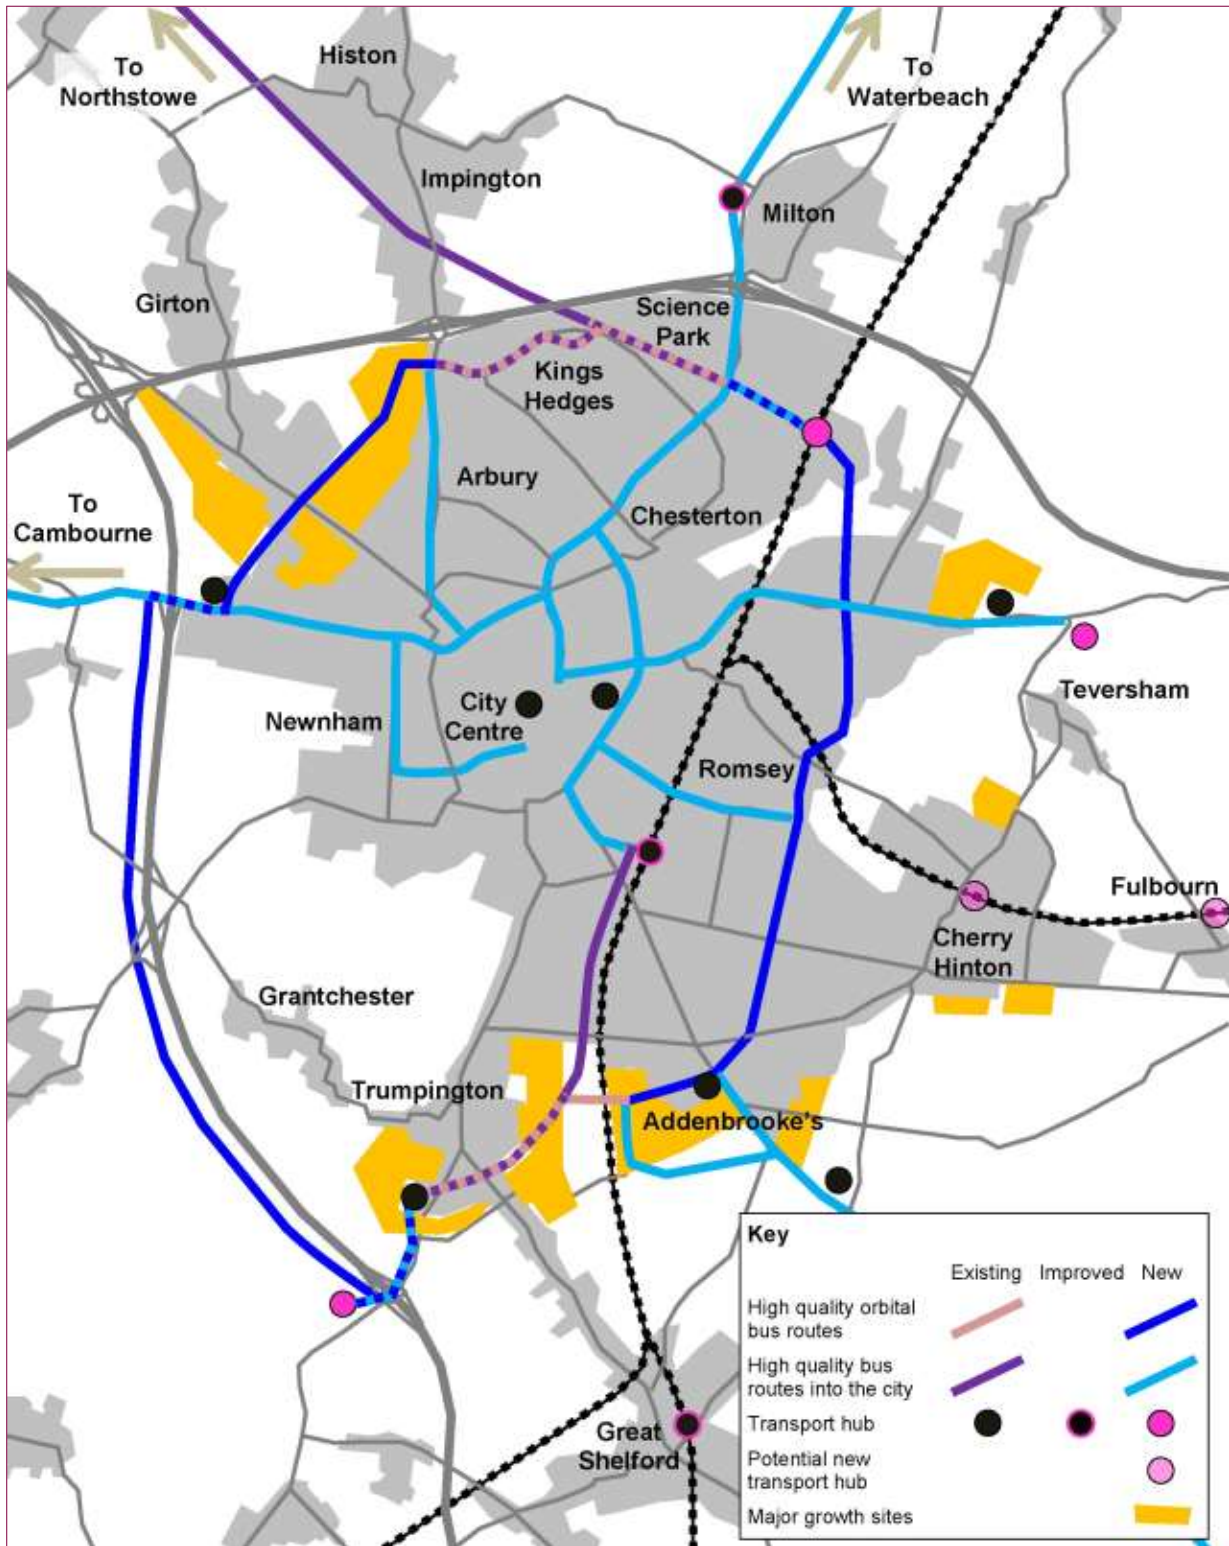 Histon
To
Northstowe
To
Waterbeach
Impington
Milton
Girton
Science
Park
Kings
Hedges
Arbury
To
Cambourne
Chesterton
City
Centre
Newnham
Teversham
Romsey
Fulbourn
Cherry
Hinton
Grantchester
Trumpington
Addenbrooke's
Great
Shelford
Key
Existing Improved New
High quality orbital
bus routes
High quality bus
routes into the city
Transport hub
Potential new
transport hub
Major growth sites